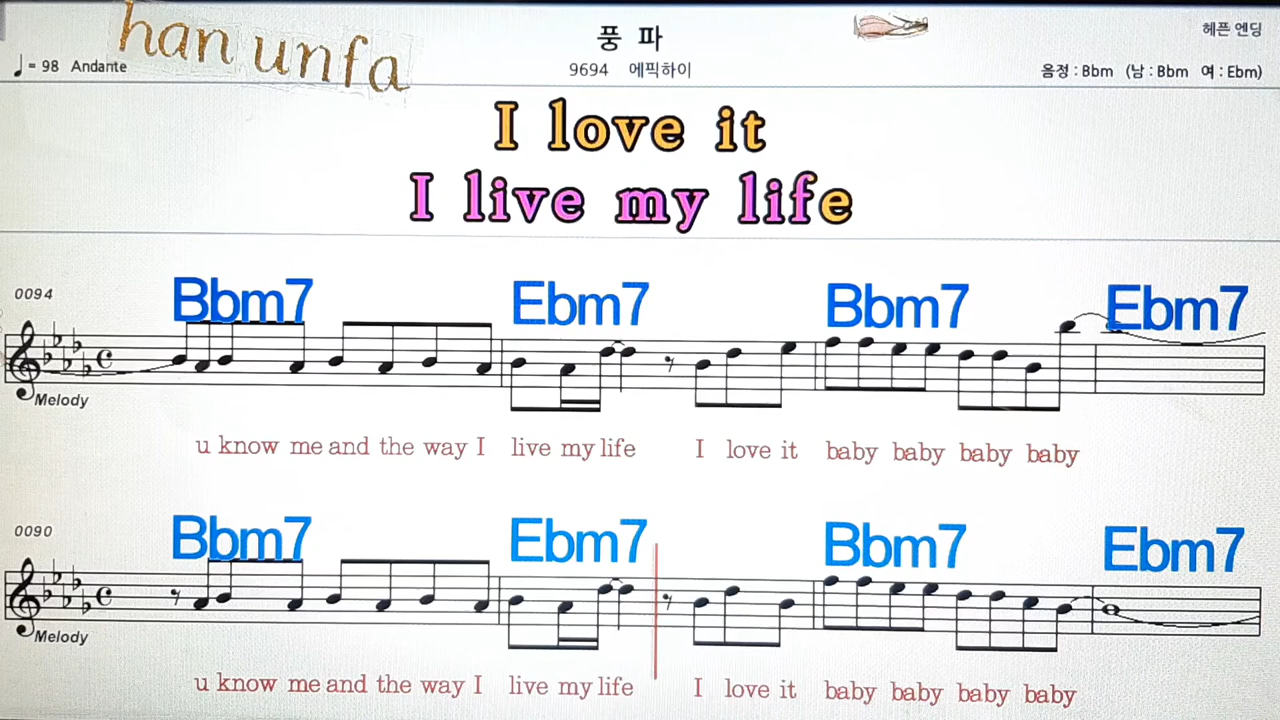 han unfa
풍 파
헤픈 엔딩
♩= 98 Andante
9694 에픽하이
음정 : Bbm (남 : Bbm 여 : Ebm)
I love it
I live my life
0094
Bbm7 Ebm7 Bbm7 Ebm7
Melody
u know me and the way I live my life I love it baby baby baby baby
0090
Bbm7 Ebm7 Bbm7 Ebm7
Melody
u know me and the way I live my life I love it baby baby baby baby